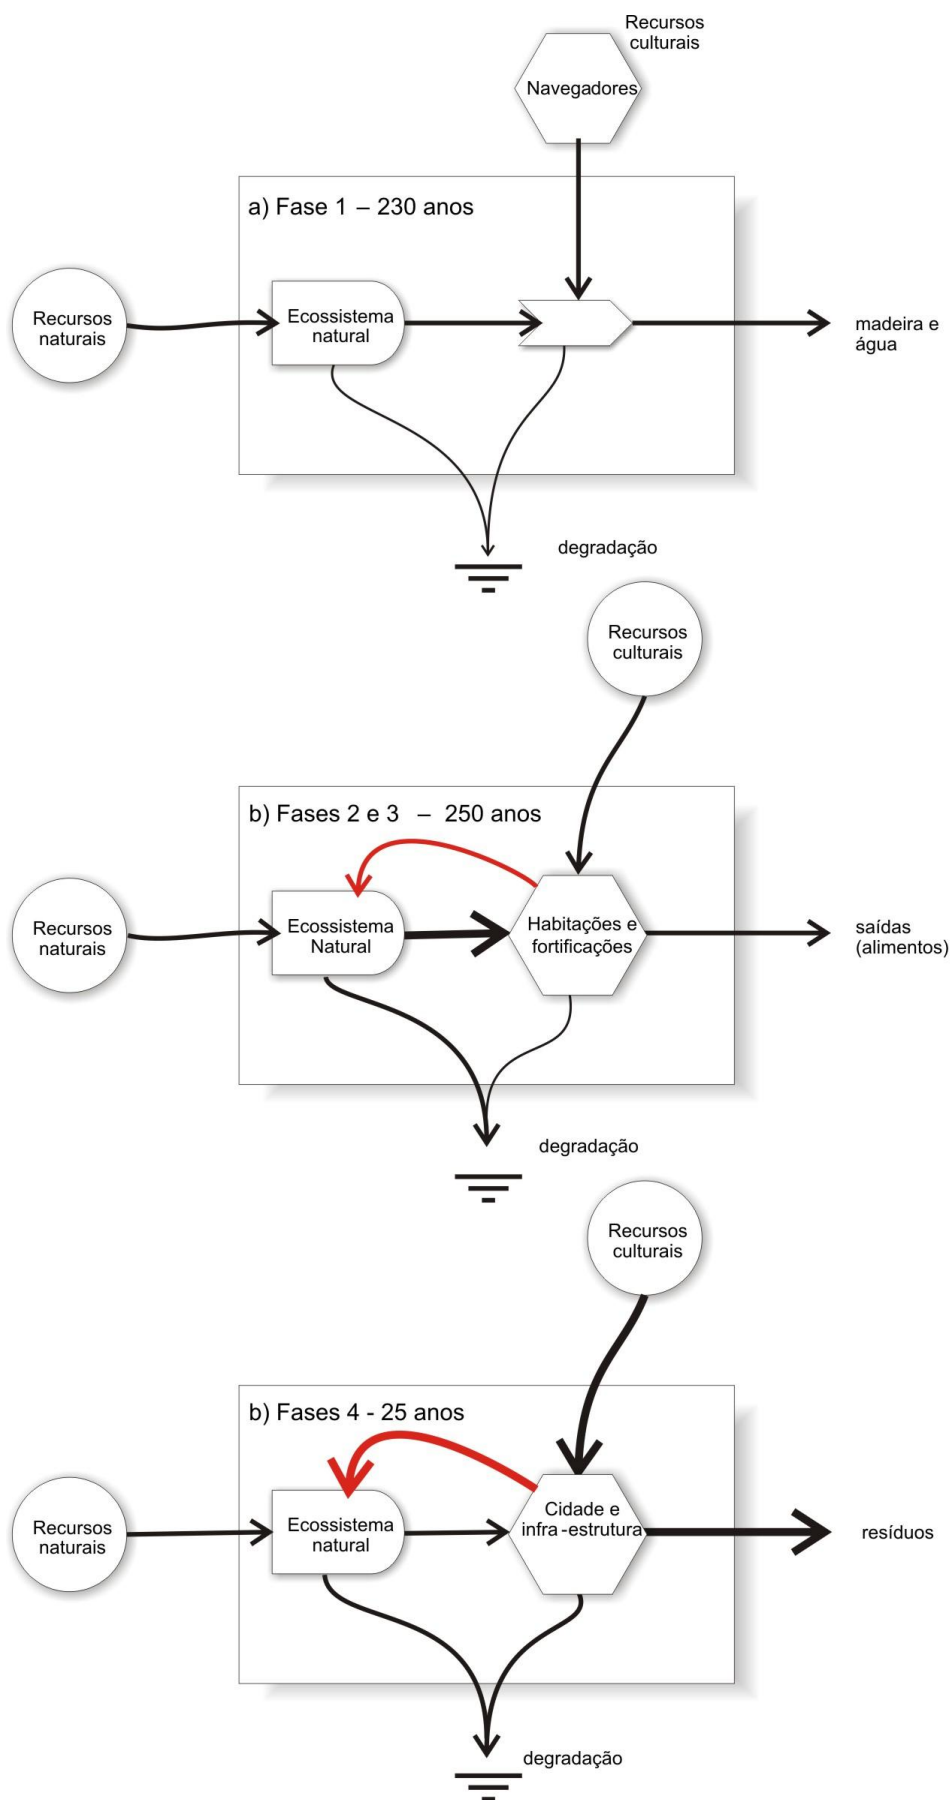 Recursos
culturais
Navegadores
a) Fase 1 – 230 anos
Recursos
naturais
Ecossistema
natural
madeira e
água
degradação
Recursos
culturais
b) Fases 2 e 3 – 250 anos
Recursos
naturais
Ecossistema
Natural
Habitações e
fortificações
saídas
(alimentos)
degradação
Recursos
culturais
b) Fases 4 - 25 anos
Recursos
naturais
Ecossistema
natural
Cidade e
infra-estrutura
resíduos
degradação